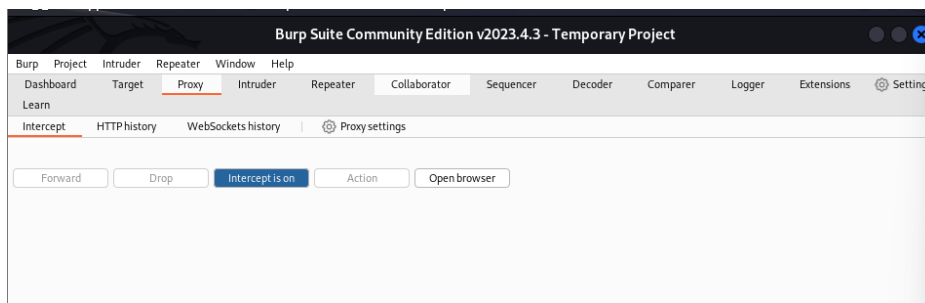 Burp Suite Community Edition v2023.4.3 - Temporary Project
Burp Project Intruder Repeater Window Help
Dashboard Target Proxy Intruder Repeater Collaborator Sequencer Decoder Comparer Logger Extensions Setting
Learn
Intercept HTTP history WebSockets history Proxy settings
Forward Drop Intercept is on Action Open browser